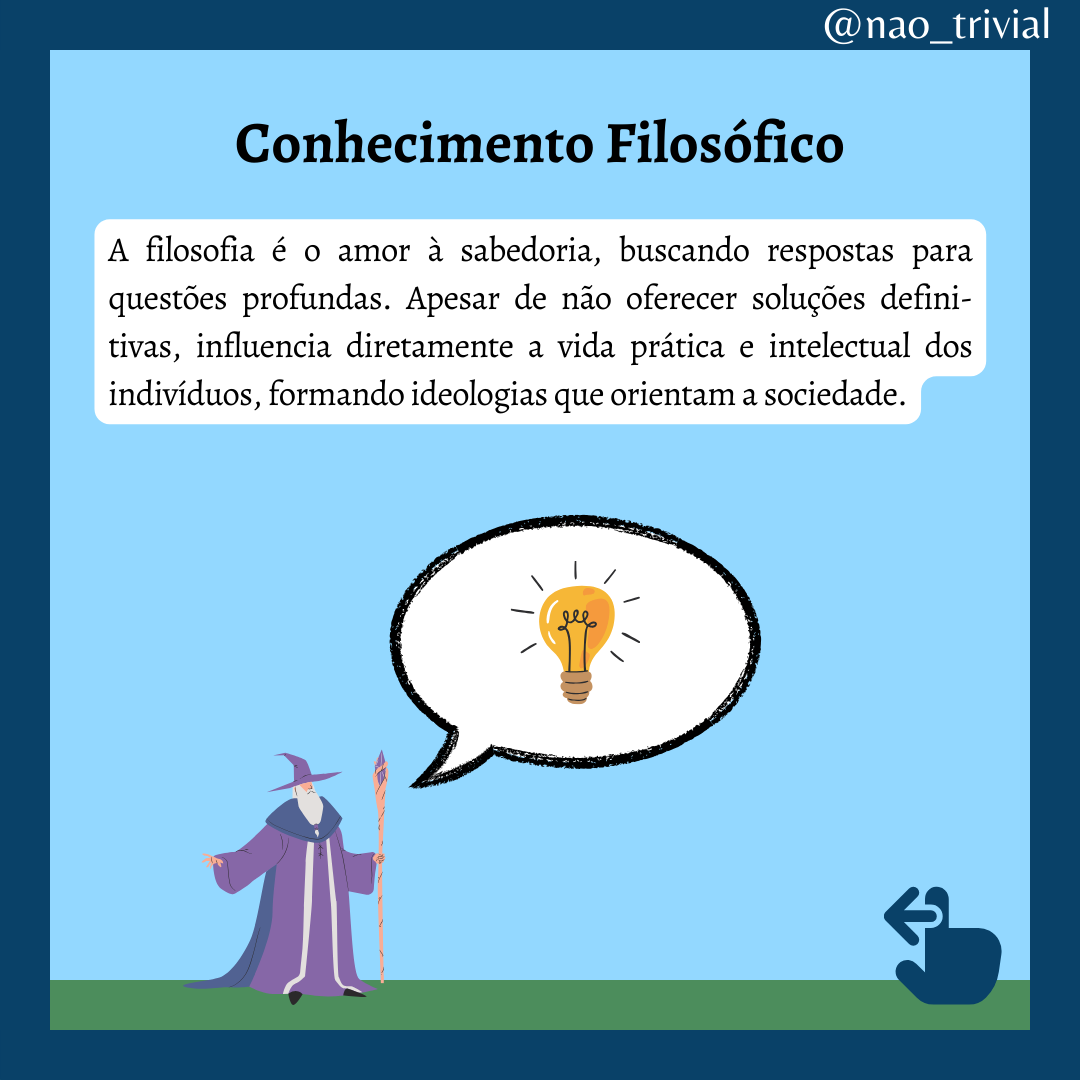 @nao_trivial
Conhecimento Filosófico
A filosofia é o amor à sabedoria, buscando respostas para
questões profundas. Apesar de não oferecer soluções defini-
tivas, influencia diretamente a vida prática e intelectual dos
indivíduos, formando ideologias que orientam a sociedade.